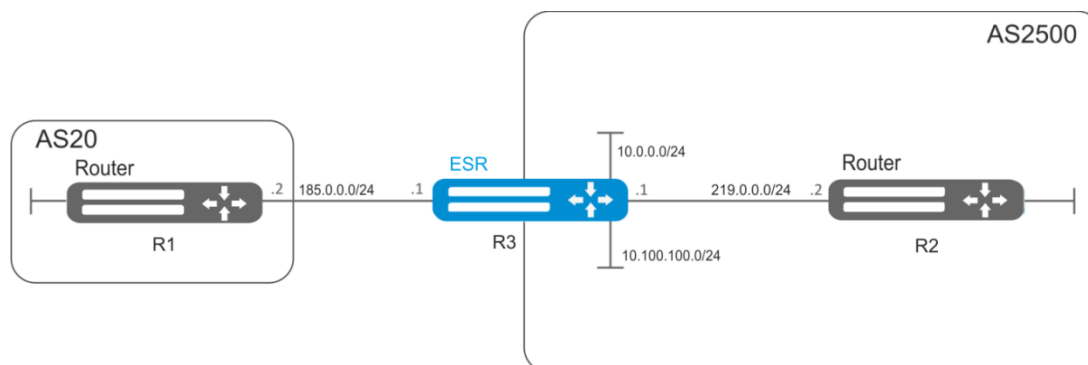 AS2500
AS20
Router
ESR
10.0.0.0/24
Router
.2
185.0.0.0/24
.1
.1
219.0.0.0/24
.2
R1
R3
10.100.100.0/24
R2